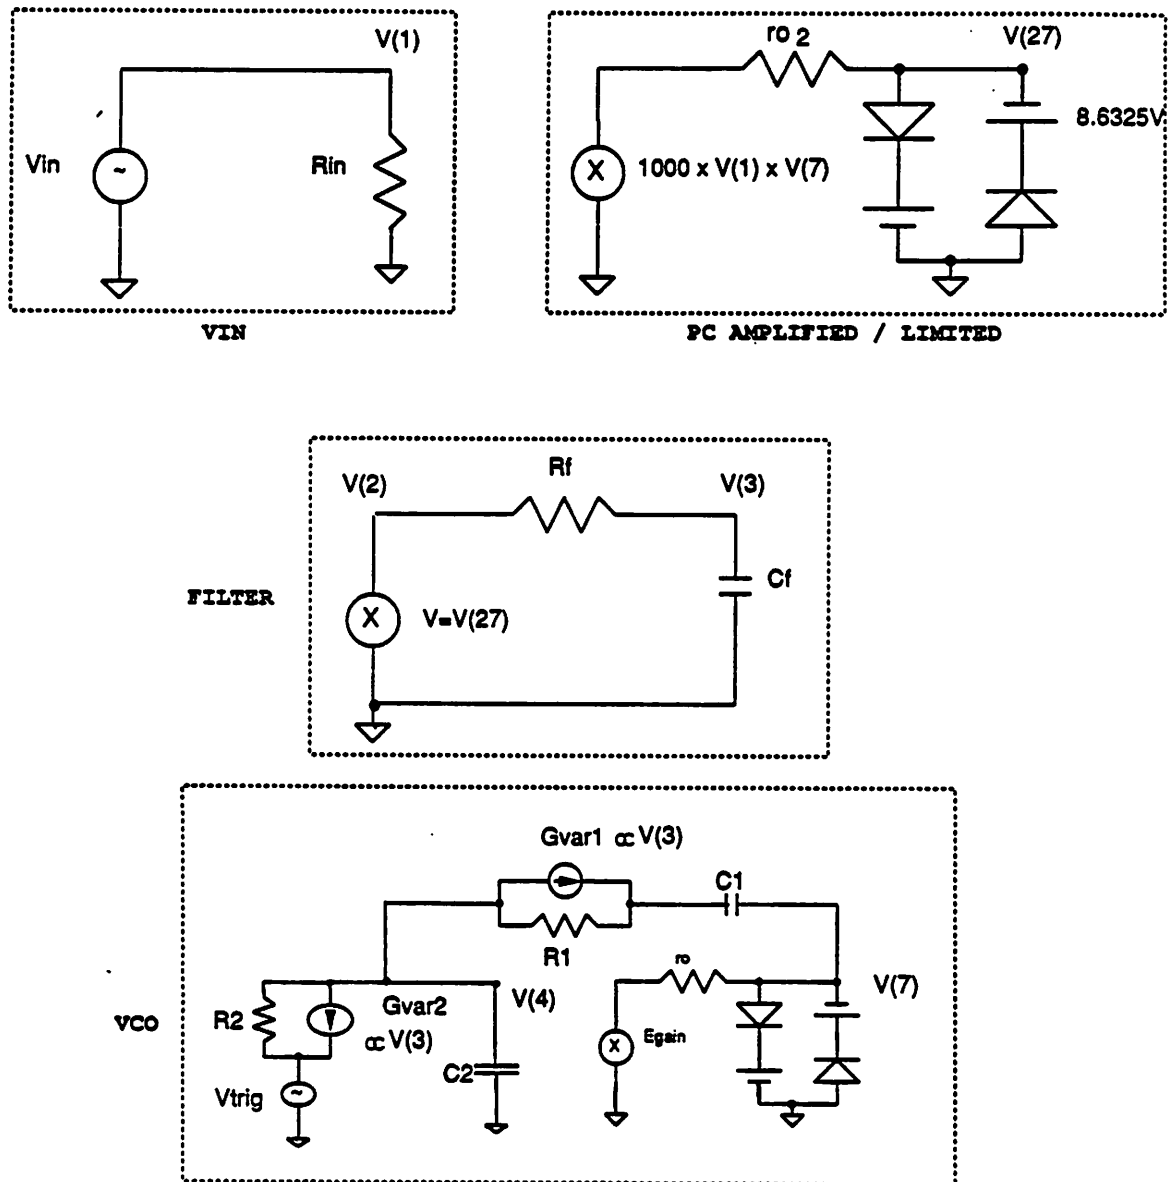 V(1)
Vin
~
Rin
VIN
ro 2
V(27)
8.6325V
X
1000 x V(1) x V(7)
PC AMPLIFIED / LIMITED
Rf
V(2)
V(3)
Cf
FILTER
X
V=V(27)
Gvar1 ∝ V(3)
C1
R1
ro
V(7)
V(4)
Gvar2
∝ V(3)
R2
VCO
X
Egain
C2
Vtrig
~